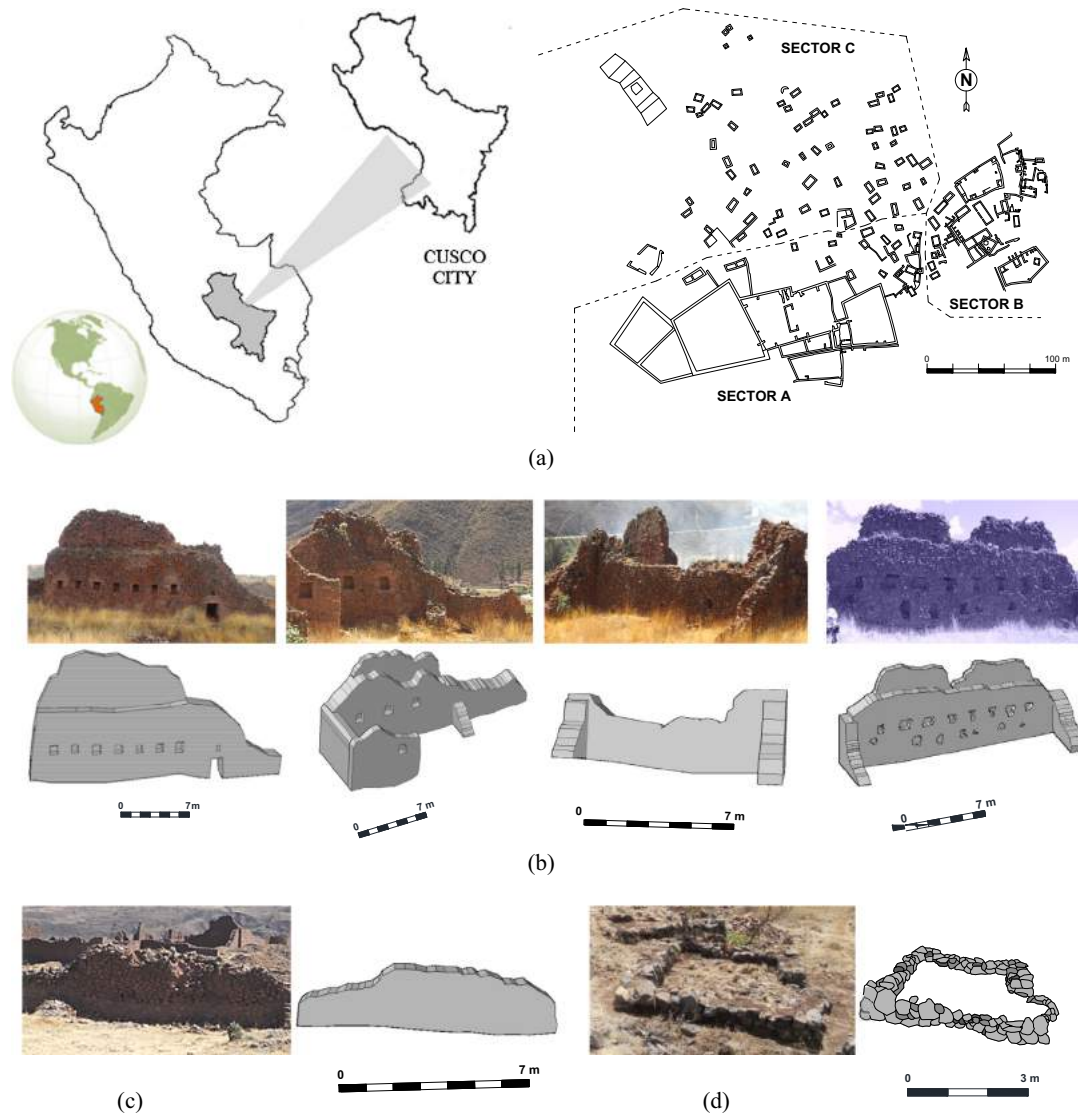 CUSCO
CITY
SECTOR C
N
SECTOR B
SECTOR A
0 100 m
(a)
0 7 m
0 7 m
0 7 m
0 7 m
(b)
0 7 m
0 3 m
(c)
(d)